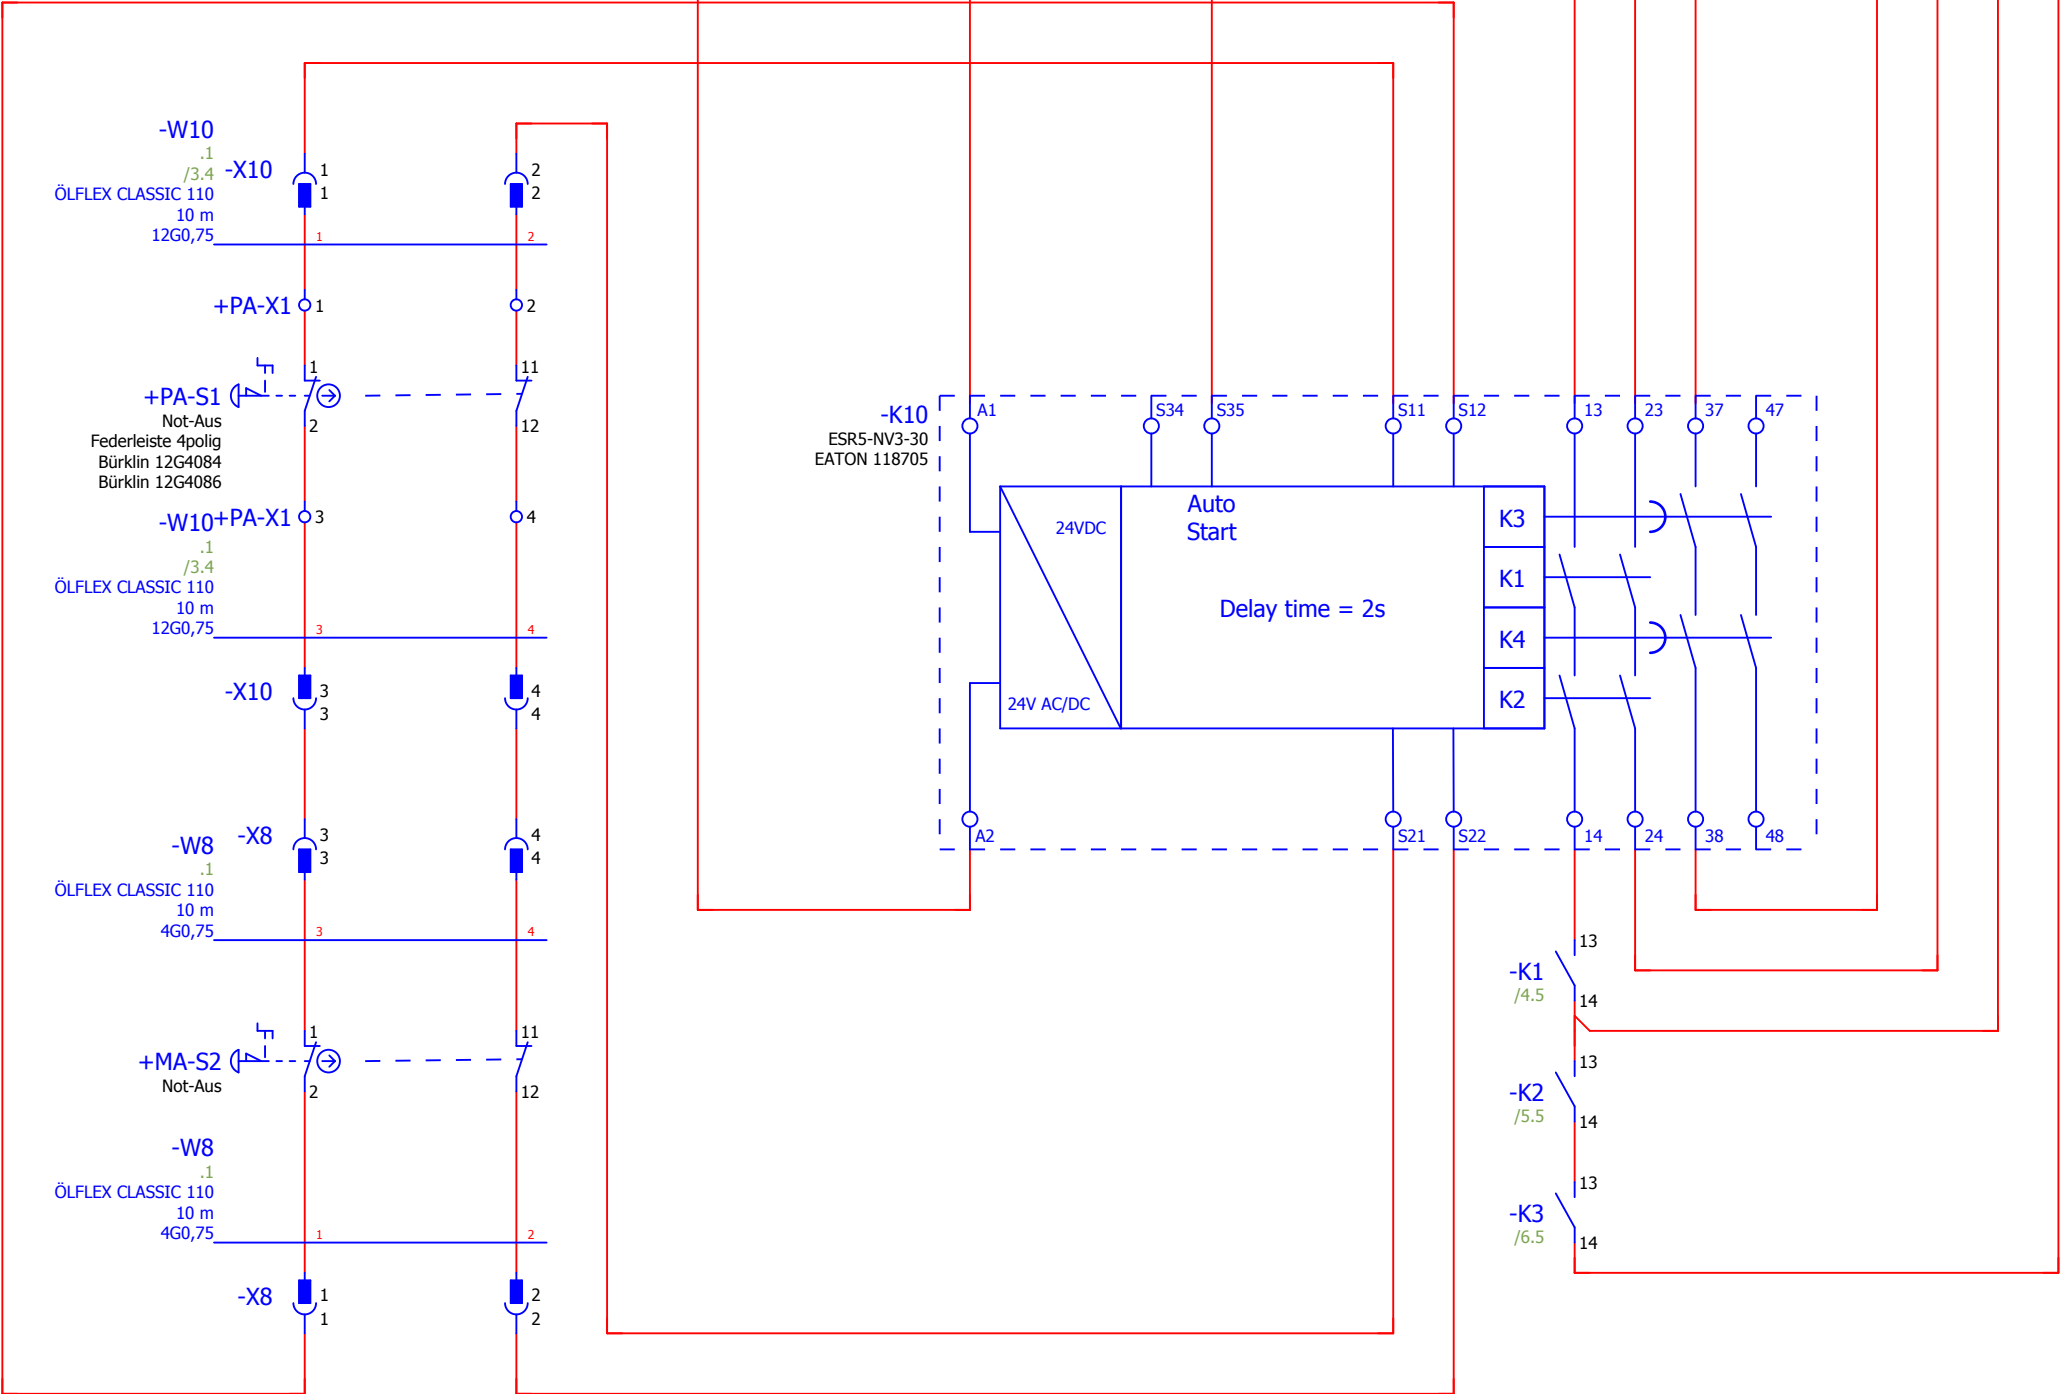 -W10
.1
/3.4
ÖLFLEX CLASSIC 110
10 m
12G0,75
-X10
1
1
2
2
1
2
+PA-X1
1
2
+PA-S1
Not-Aus
Federleiste 4polig
Bürklin 12G4084
Bürklin 12G4086
1
2
11
12
-W10
.1
/3.4
ÖLFLEX CLASSIC 110
10 m
12G0,75
+PA-X1
3
4
3
4
-X10
3
3
4
4
-X8
3
3
4
4
-W8
.1
ÖLFLEX CLASSIC 110
10 m
4G0,75
3
4
+MA-S2
Not-Aus
1
2
11
12
-W8
.1
ÖLFLEX CLASSIC 110
10 m
4G0,75
1
2
-X8
1
1
2
2
-K10
ESR5-NV3-30
EATON 118705
A1
S34
S35
S11
S12
13
23
37
47
24VDC
24V AC/DC
Auto
Start
Delay time = 2s
K3
K1
K4
K2
A2
S21
S22
14
24
38
48
-K1
/4.5
13
14
-K2
/5.5
13
14
-K3
/6.5
13
14